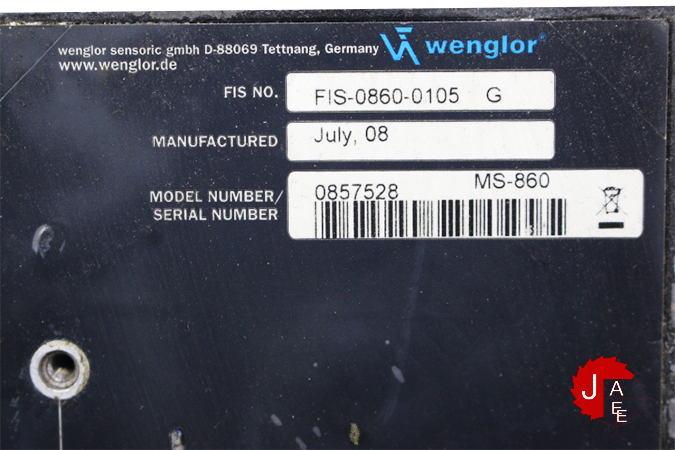 wenglor sensoric gmbh D-88069 Tettnang, Germany wenglor®
www.wenglor.de
FIS NO. FIS-0860-0105 G
MANUFACTURED July, 08
MODEL NUMBER/ 0857528 MS-860
SERIAL NUMBER
JAEE